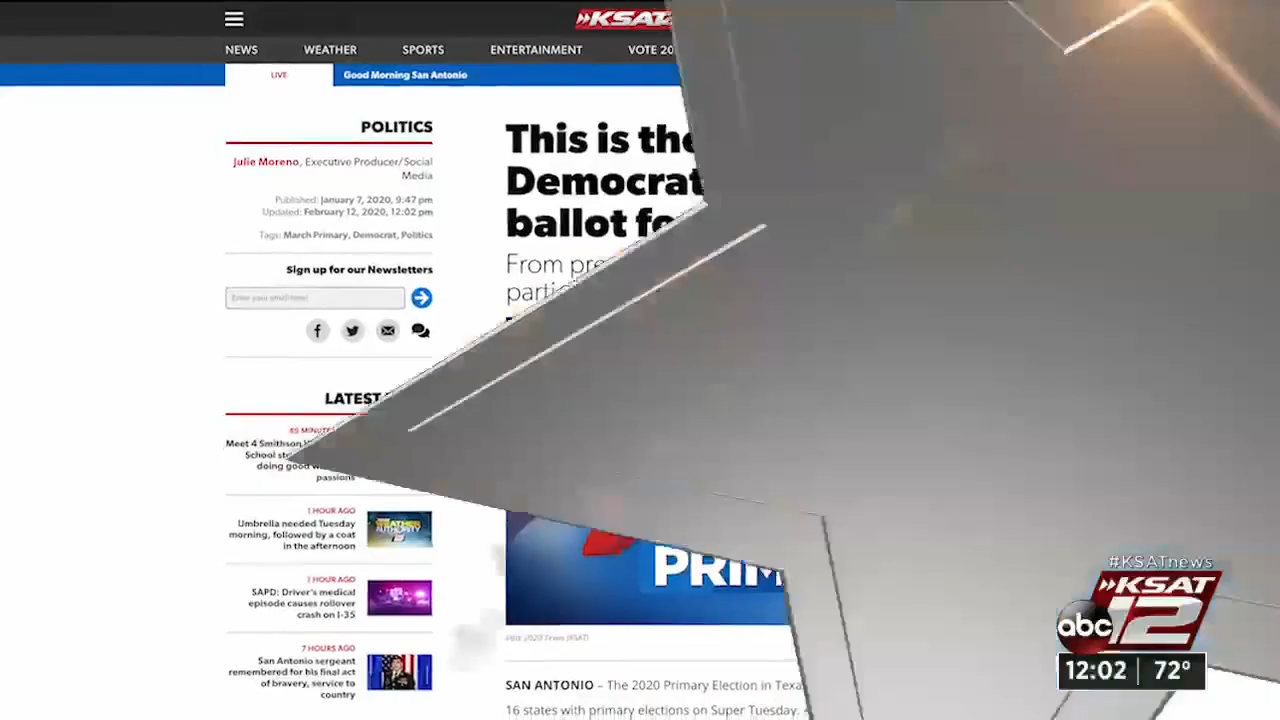 KSAT
NEWS WEATHER SPORTS ENTERTAINMENT VOTE 20
LIVE Good Morning San Antonio
POLITICS
Julie Moreno, Executive Producer/Social
Media
Published: January 7, 2020, 9:47 pm
Updated: February 12, 2020, 12:02 pm
Tags: March Primary, Democrat, Politics
Sign up for our Newsletters
This is the
Democrat
ballot fo
From pre
parti
LATEST
Meet 4 Smithson
School st
doing good
passions
1 HOUR AGO
Umbrella needed Tuesday
morning, followed by a coat
in the afternoon
1 HOUR AGO
SAPD: Driver's medical
episode causes rollover
crash on I-35
7 HOURS AGO
San Antonio sergeant
remembered for his final act
of bravery, service to
country
PRIM
SAN ANTONIO – The 2020 Primary Election in Texa
16 states with primary elections on Super Tuesday.
#KSATnews
KSAT
abc 12
12:02 72°